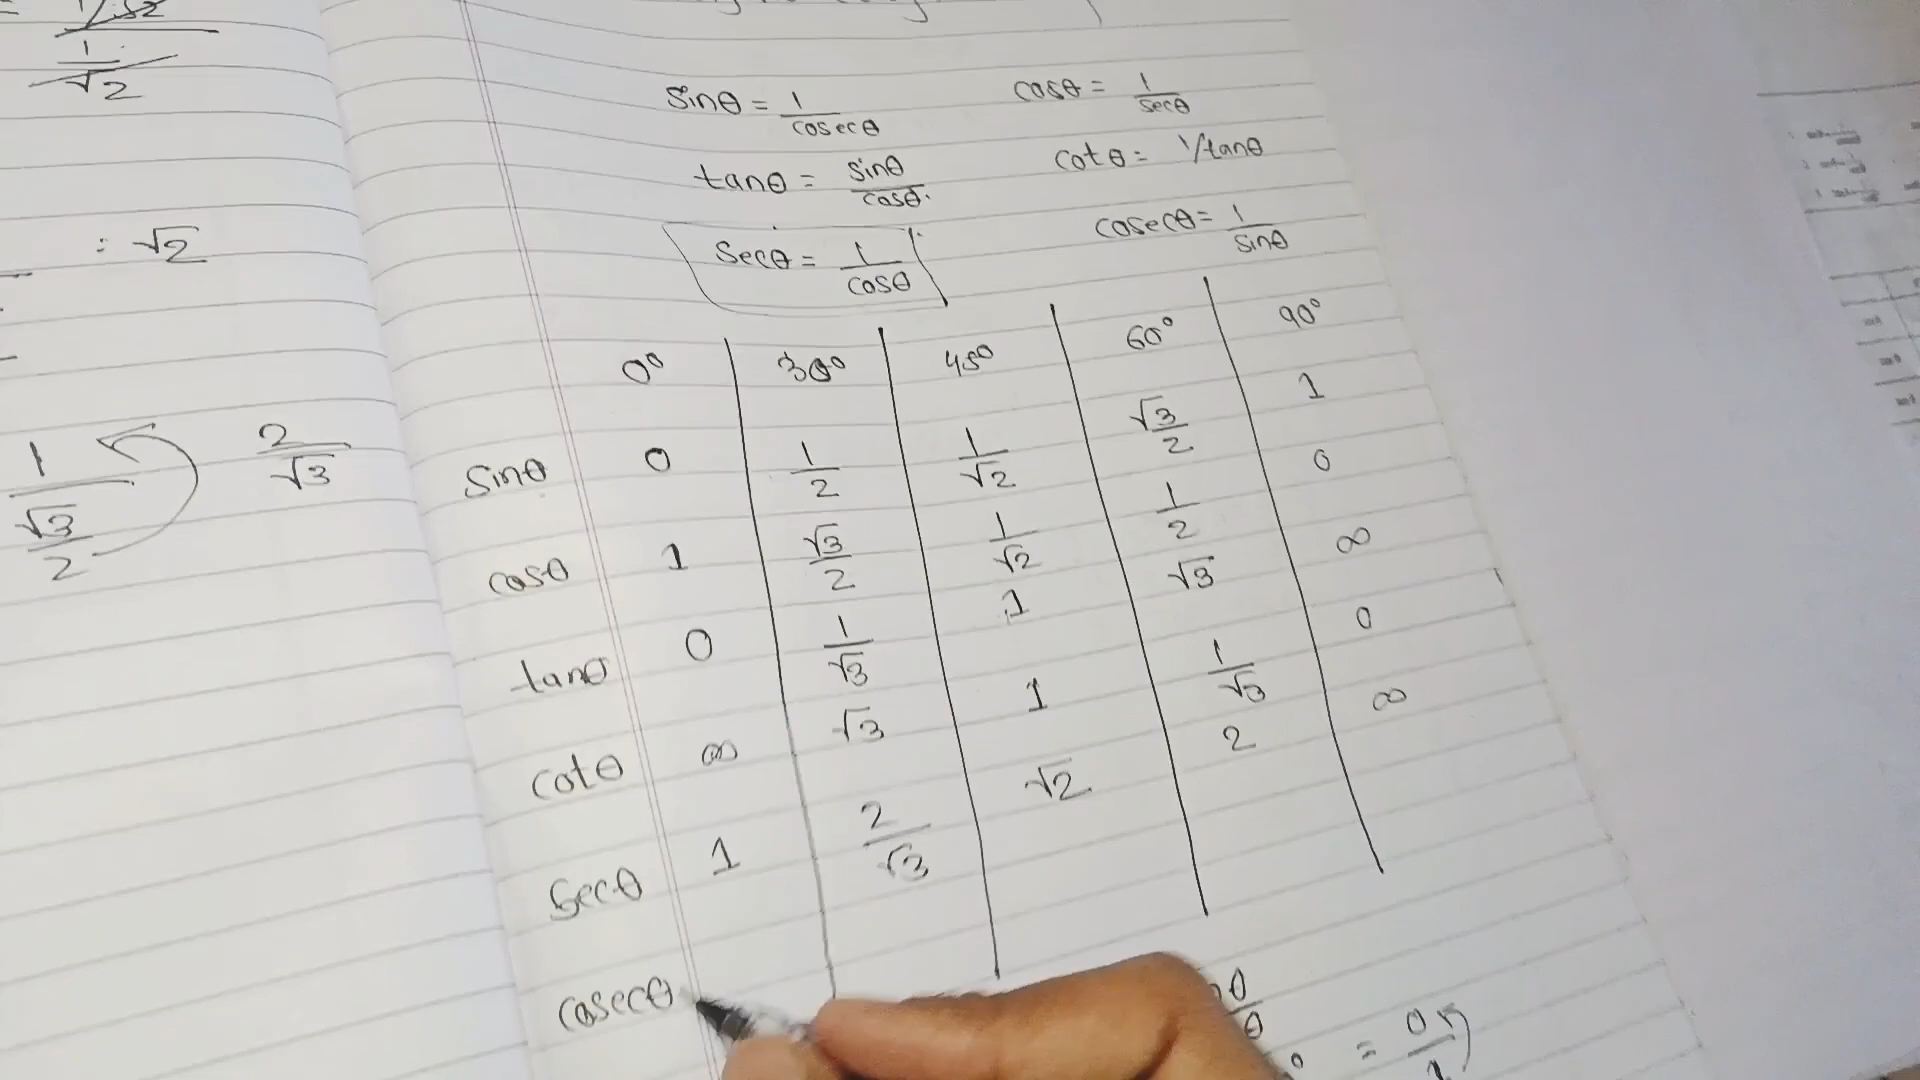 1
√2
= √2
1
√3
2
2
√3
sinθ = 1/cosecθ cosθ = 1/secθ
tanθ = sinθ/cosθ. cotθ = 1/tanθ
secθ = 1/cosθ cosecθ = 1/sinθ
0° 30° 45° 60° 90°
sinθ 0 1/2 1/√2 √3/2 1
cosθ 1 √3/2 1/√2 1/2 0
tanθ 0 1/√3 1 √3 ∞
cotθ ∞ √3 1 1/√3 0
secθ 1 2/√3 √2 2 ∞
cosecθ